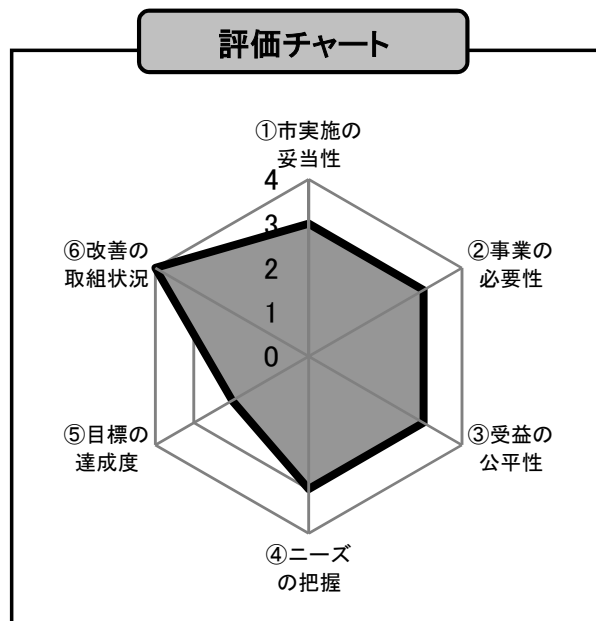 評価チャート
①市実施の
妥当性
4
3
2
1
0
②事業の
必要性
③受益の
公平性
④ニーズ
の把握
⑤目標の
達成度
⑥改善の
取組状況